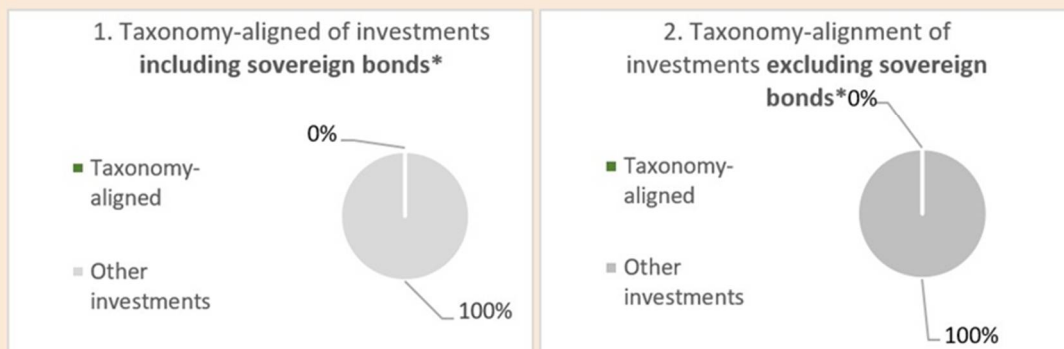 1. Taxonomy-aligned of investments
including sovereign bonds*
0%
Taxonomy-
aligned
Other
investments
100%
2. Taxonomy-alignment of
investments excluding sovereign
bonds*0%
Taxonomy-
aligned
Other
investments
100%